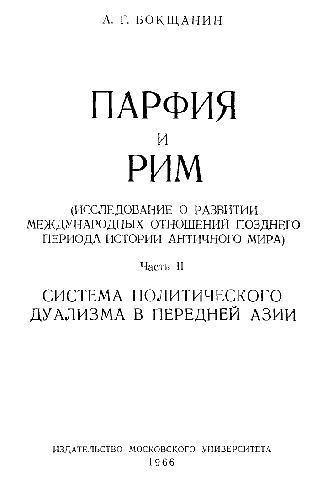 А. Г. БОКЩАНИН
ПАРФИЯ
И
РИМ
(ИССЛЕДОВАНИЕ О РАЗВИТИИ
МЕЖДУНАРОДНЫХ ОТНОШЕНИЙ ПОЗДНЕГО
ПЕРИОДА ИСТОРИИ АНТИЧНОГО МИРА)
Часть II
СИСТЕМА ПОЛИТИЧЕСКОГО
ДУАЛИЗМА В ПЕРЕДНЕЙ АЗИИ
ИЗДАТЕЛЬСТВО МОСКОВСКОГО УНИВЕРСИТЕТА
1966